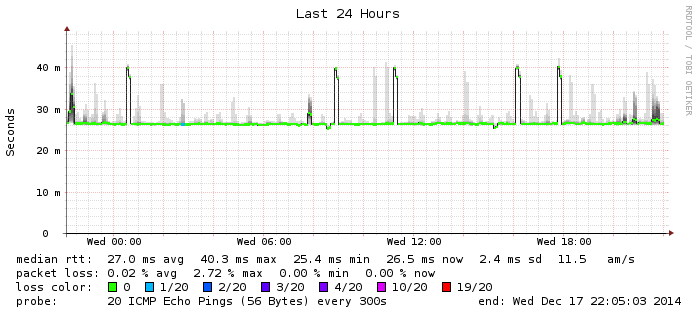 Last 24 Hours
RRDTOOL / TOBI OETIKER
Seconds
40 m
30 m
20 m
10 m
0
Wed 00:00 Wed 06:00 Wed 12:00 Wed 18:00
median rtt: 27.0 ms avg 40.3 ms max 25.4 ms min 26.5 ms now 2.4 ms sd 11.5 am/s
packet loss: 0.02 % avg 2.72 % max 0.00 % min 0.00 % now
loss color: 0 1/20 2/20 3/20 4/20 10/20 19/20
probe: 20 ICMP Echo Pings (56 Bytes) every 300s end: Wed Dec 17 22:05:03 2014